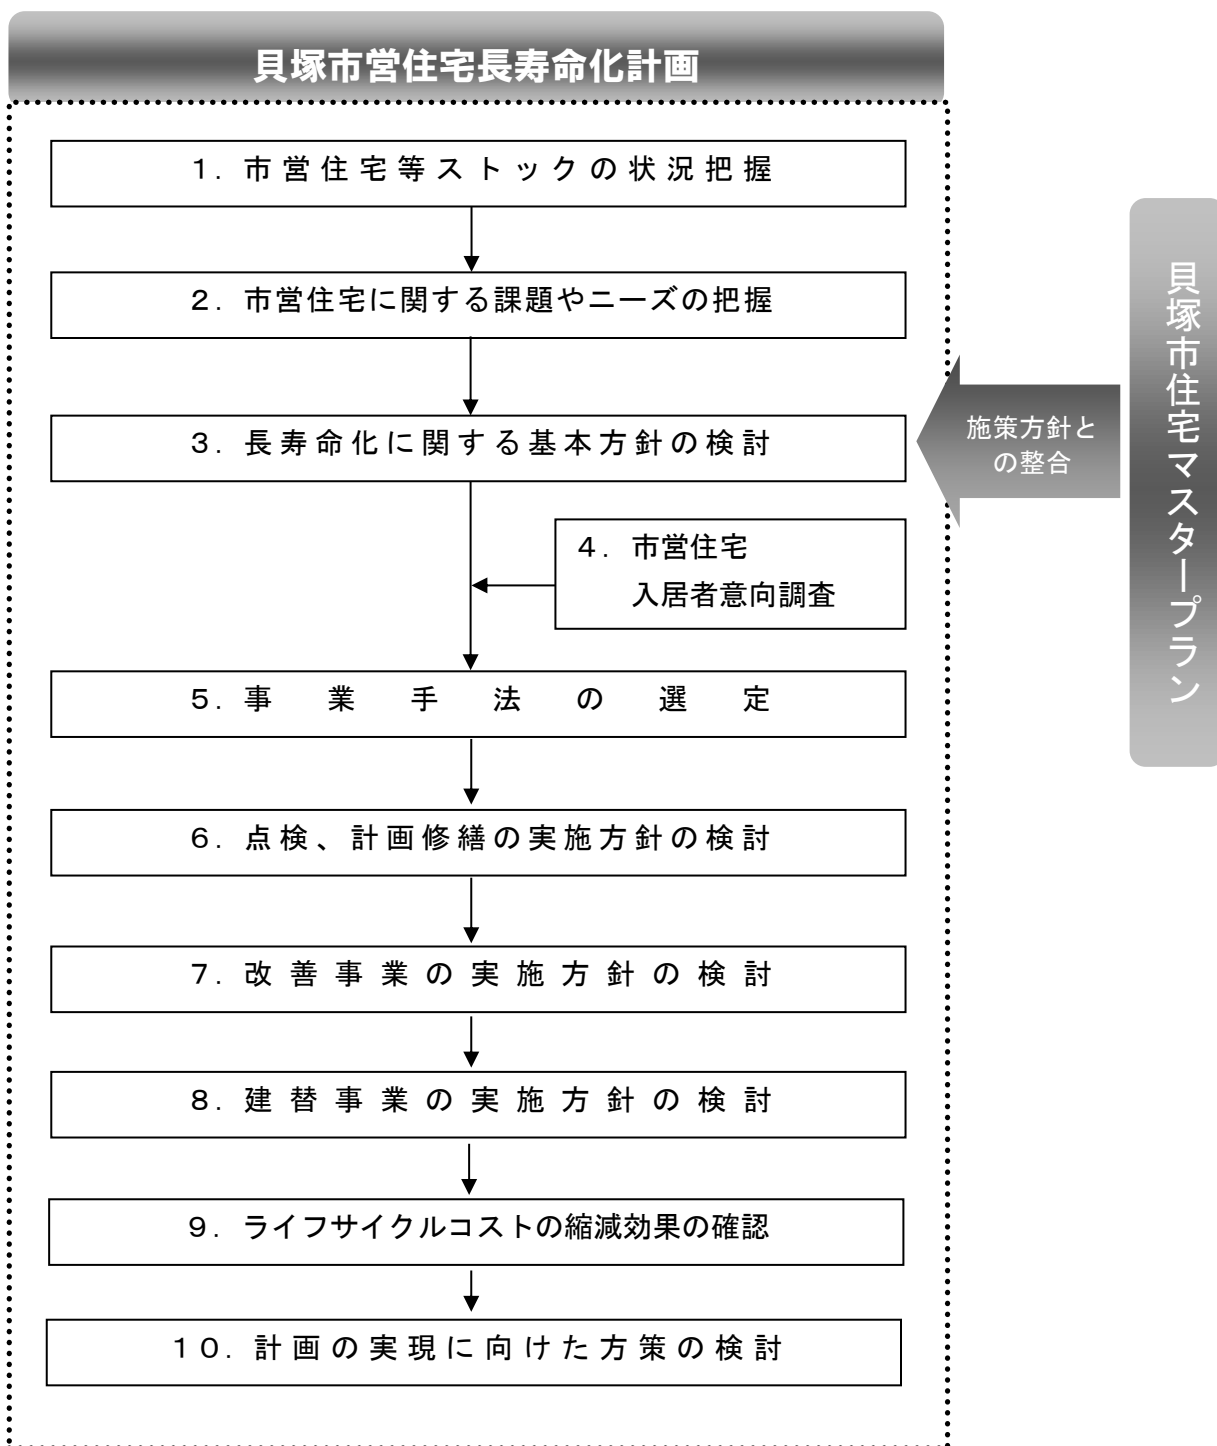 貝塚市営住宅長寿命化計画
１．市営住宅等ストックの状況把握
２．市営住宅に関する課題やニーズの把握
３．長寿命化に関する基本方針の検討
施策方針と
の整合
貝塚市住宅マスタープラン
４．市営住宅
入居者意向調査
５．事業手法の選定
６．点検、計画修繕の実施方針の検討
７．改善事業の実施方針の検討
８．建替事業の実施方針の検討
９．ライフサイクルコストの縮減効果の確認
１０．計画の実現に向けた方策の検討